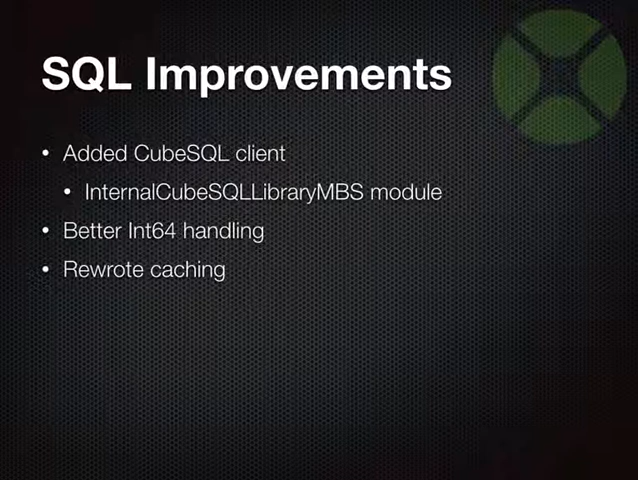 SQL Improvements
• Added CubeSQL client
• InternalCubeSQLLibraryMBS module
• Better Int64 handling
• Rewrote caching